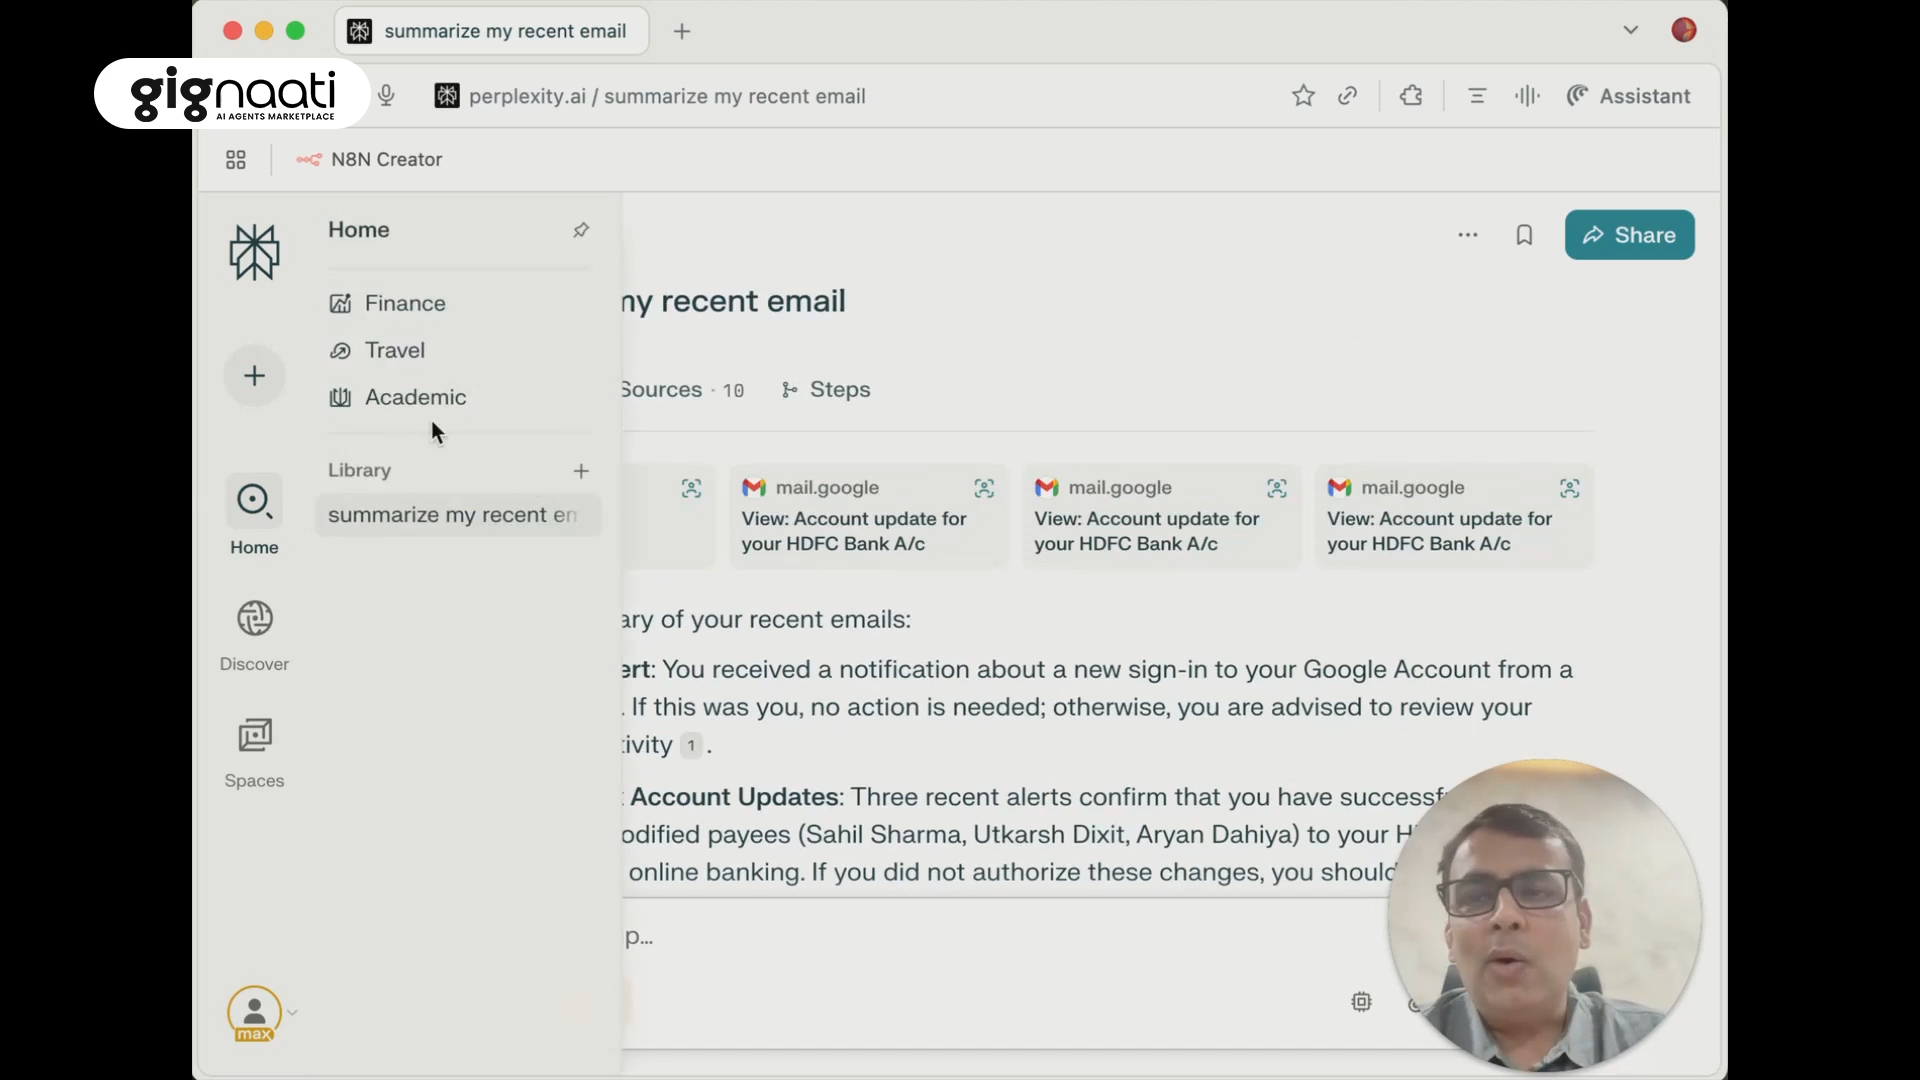 summarize my recent email
gignaati
AI AGENTS MARKETPLACE
perplexity.ai / summarize my recent email
Assistant
N8N Creator
Home
Finance
Travel
Academic
Library
summarize my recent em
Home
Discover
Spaces
max
Share
my recent email
Sources · 10
Steps
mail.google
View: Account update for
your HDFC Bank A/c
mail.google
View: Account update for
your HDFC Bank A/c
mail.google
View: Account update for
your HDFC Bank A/c
ary of your recent emails:
ert: You received a notification about a new sign-in to your Google Account from a
. If this was you, no action is needed; otherwise, you are advised to review your
tivity 1 .
Account Updates: Three recent alerts confirm that you have successf
odified payees (Sahil Sharma, Utkarsh Dixit, Aryan Dahiya) to your H
online banking. If you did not authorize these changes, you should
p...